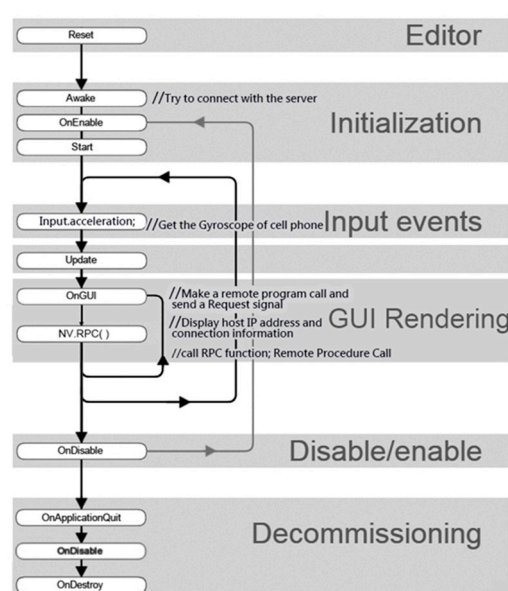 Reset
Editor
Awake
//Try to connect with the server
OnEnable
Initialization
Start
Input.acceleration;
//Get the Gyroscope of cell phone
Input events
Update
OnGUI
//Make a remote program call and
send a Request signal
//Display host IP address and
connection information
GUI Rendering
NV.RPC( )
//call RPC function; Remote Procedure Call
OnDisable
Disable/enable
OnApplicationQuit
Decommissioning
OnDisable
OnDestroy